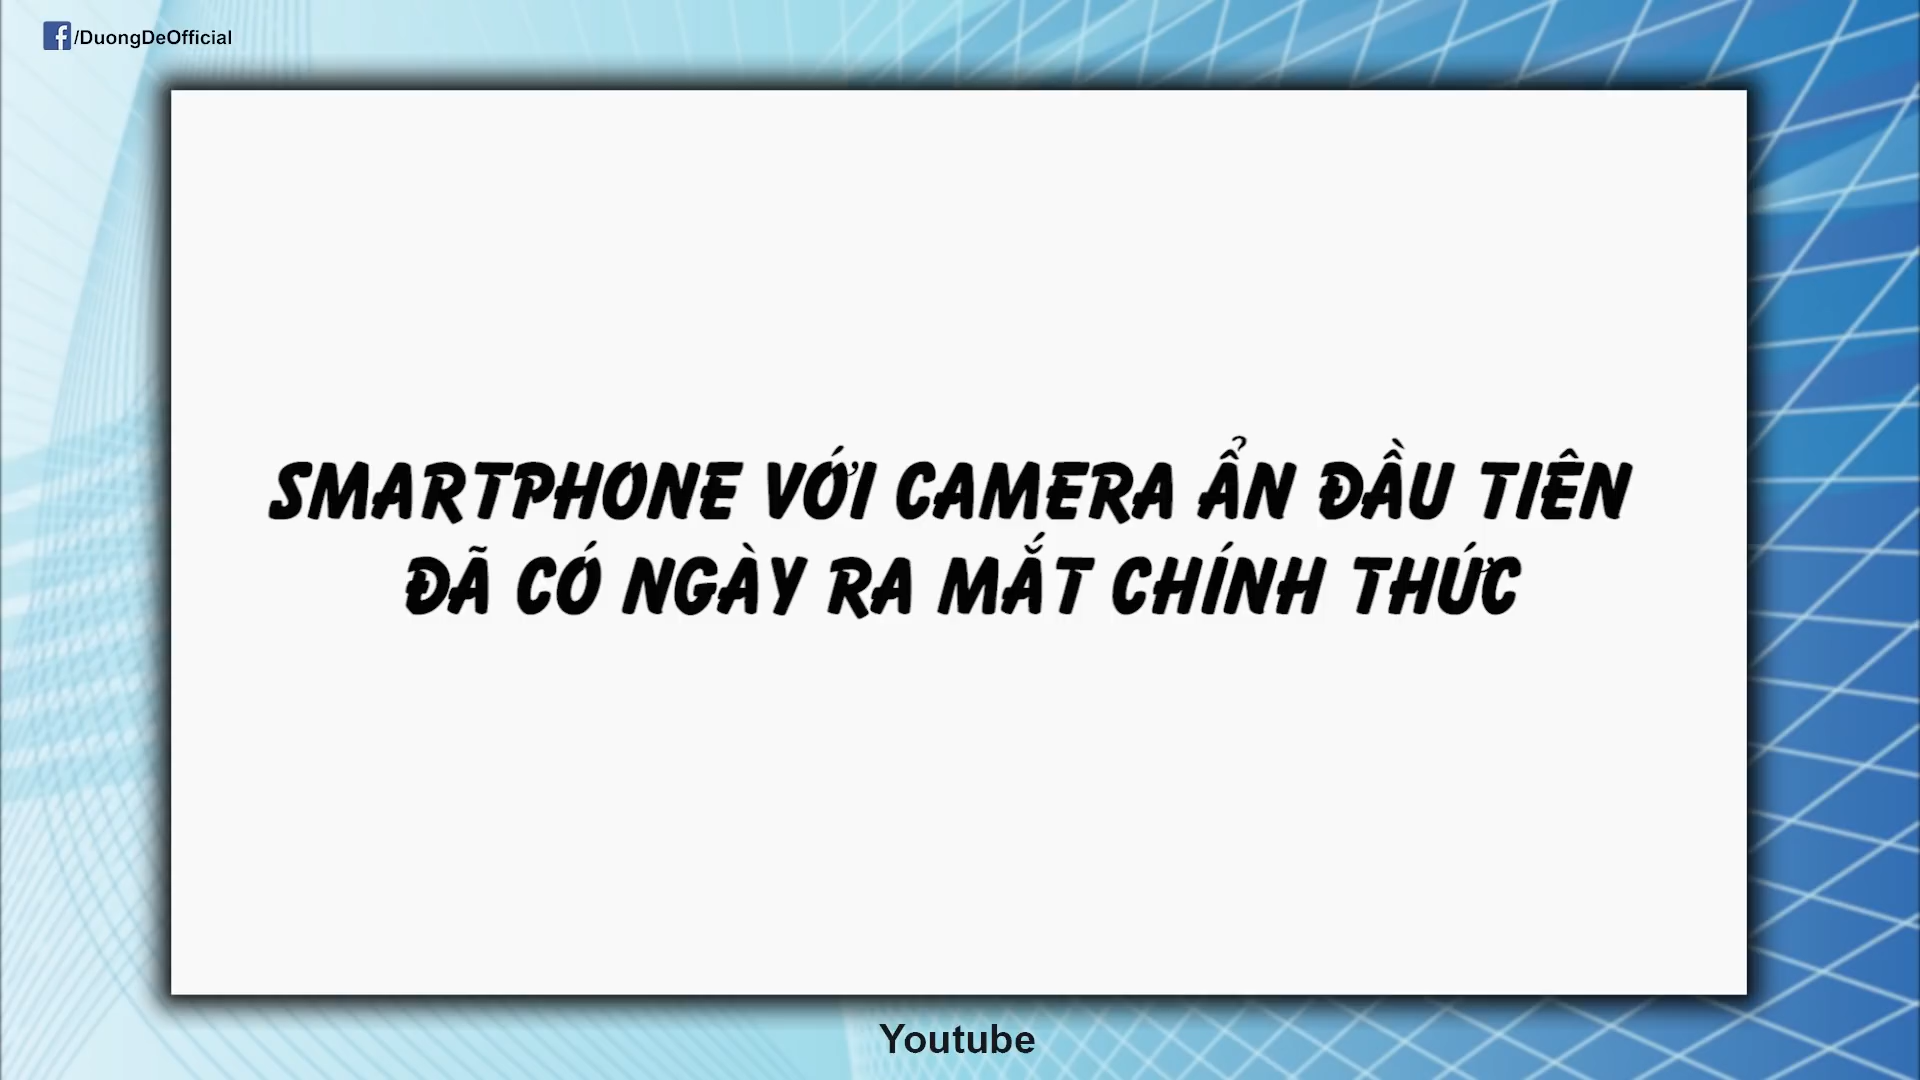 /DuongDeOfficial
SMARTPHONE VỚI CAMERA ẨN ĐẦU TIÊN
ĐÃ CÓ NGÀY RA MẮT CHÍNH THỨC
Youtube